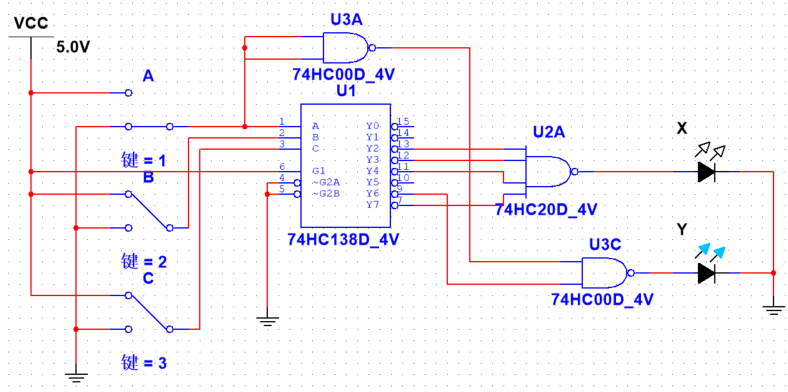 VCC
5.0V
A
键 = 1
B
键 = 2
C
键 = 3
U3A
74HC00D_4V
U1
1 A Y0 15
2 B Y1 14
3 C Y2 13
Y3 12
6 G1 Y4 11
4 ~G2A Y5 10
5 ~G2B Y6 9
Y7 7
74HC138D_4V
U2A
74HC20D_4V
U3C
74HC00D_4V
X
Y